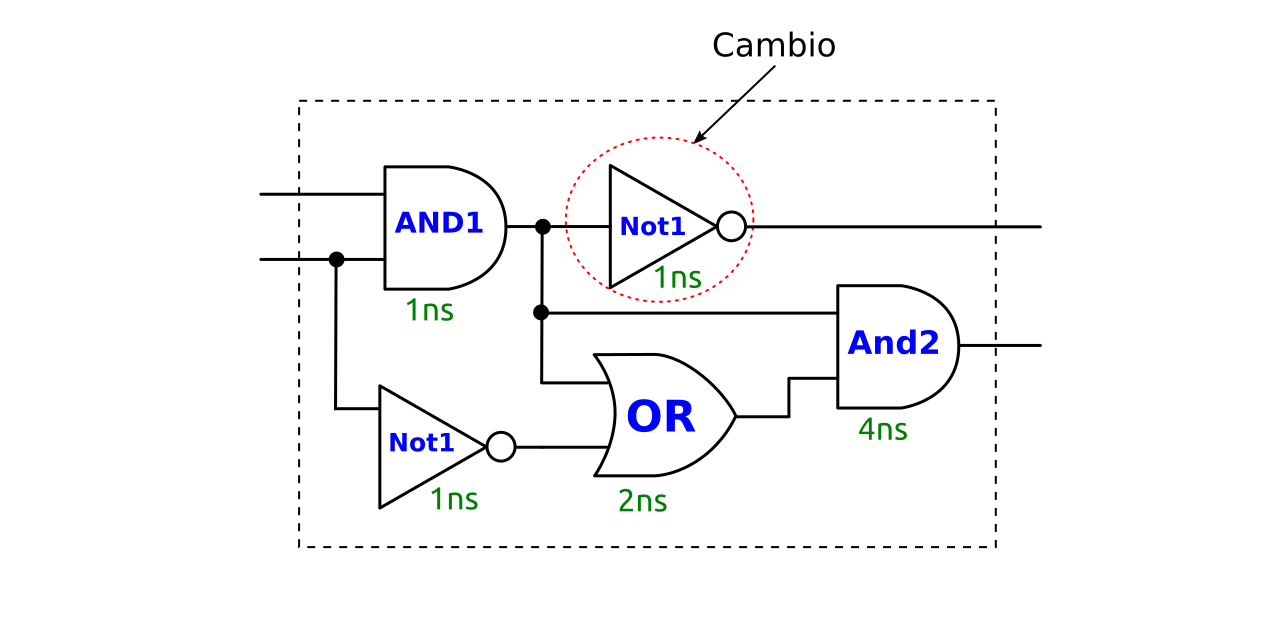 Cambio
AND1
1ns
Not1
1ns
And2
4ns
OR
2ns
Not1
1ns